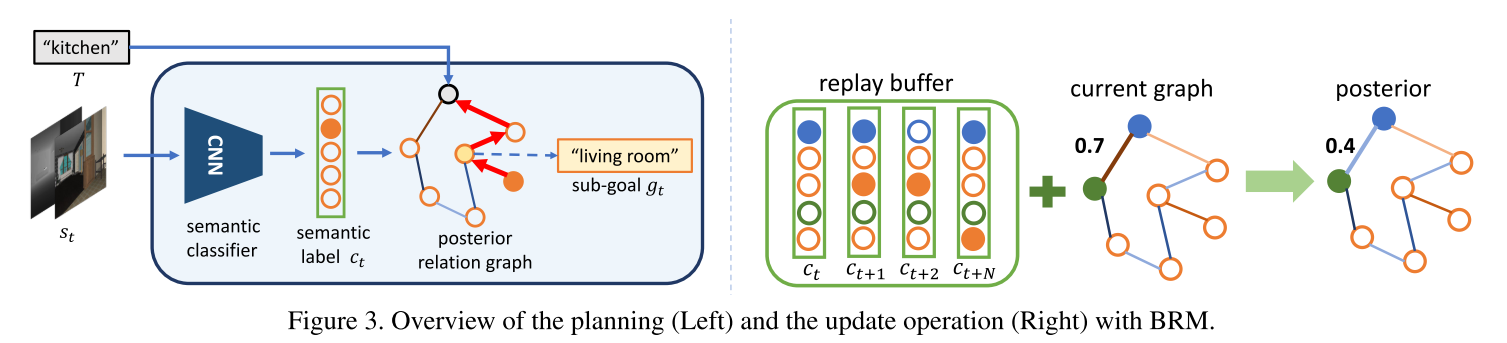 “kitchen”
T
s_t
CNN
semantic
classifier
semantic
label c_t
posterior
relation graph
“living room”
sub-goal g_t
replay buffer
c_t
c_{t+1}
c_{t+2}
c_{t+N}
current graph
0.7
posterior
0.4
Figure 3. Overview of the planning (Left) and the update operation (Right) with BRM.